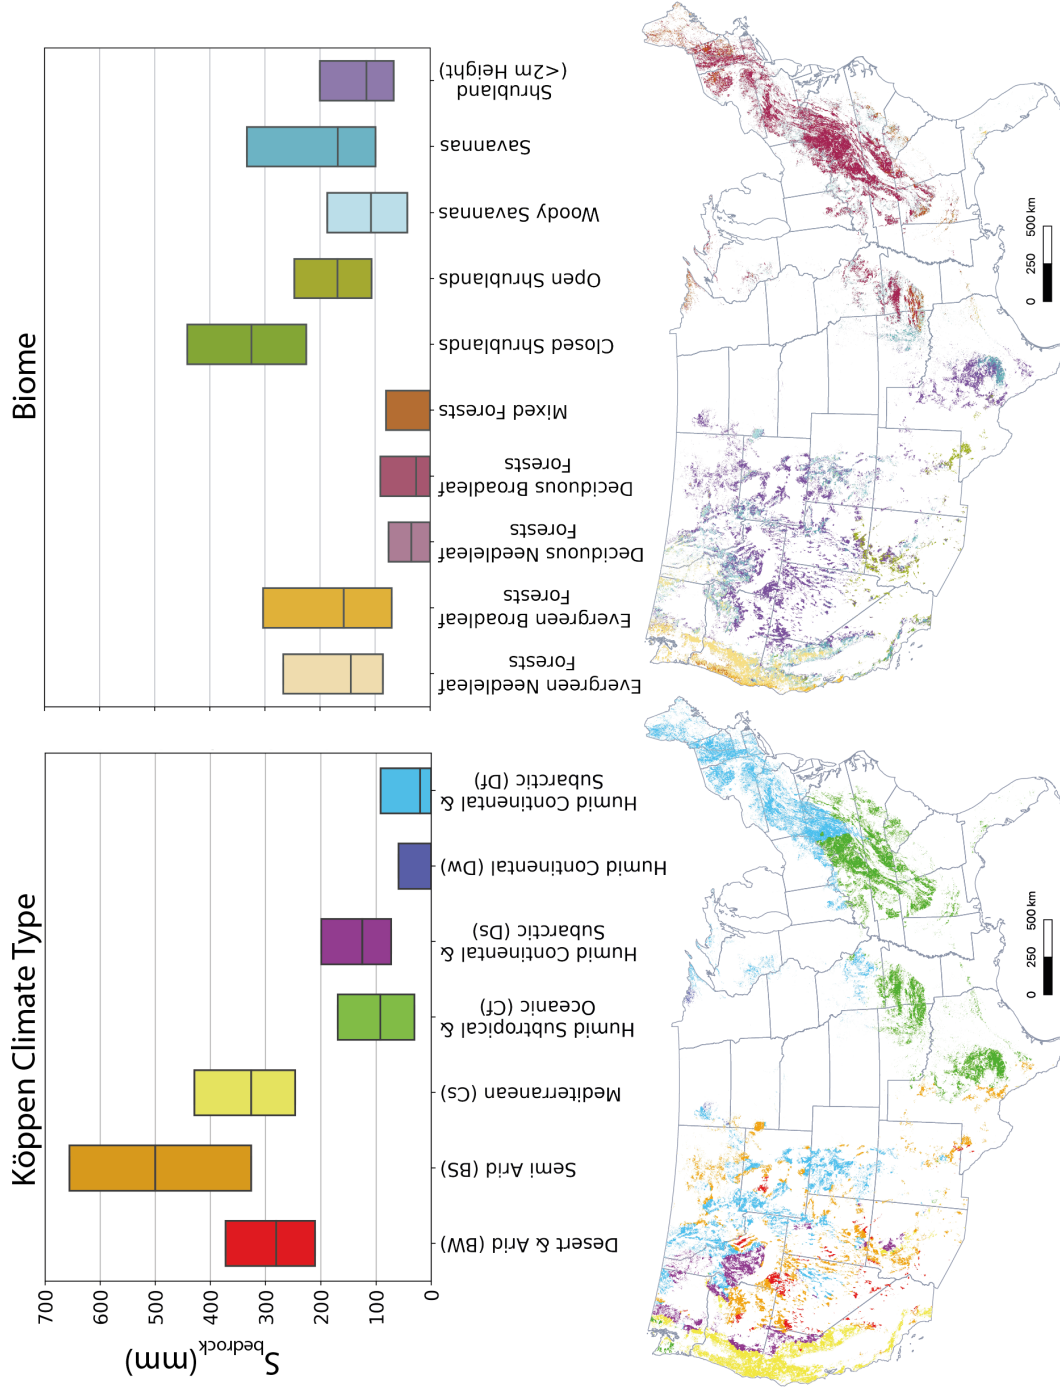 Köppen Climate Type
S bedrock (mm)
700
600
500
400
300
200
100
0
Desert & Arid (BW)
Semi Arid (BS)
Mediterranean (Cs)
Humid Subtropical &
Oceanic (Cf)
Humid Continental &
Subarctic (Ds)
Humid Continental (Dw)
Humid Continental &
Subarctic (Df)
Biome
Evergreen Needleleaf
Forests
Evergreen Broadleaf
Forests
Deciduous Needleleaf
Forests
Deciduous Broadleaf
Forests
Mixed Forests
Closed Shrublands
Open Shrublands
Woody Savannas
Savannas
Shrubland
(<2m Height)
0 250 500 km
0 250 500 km